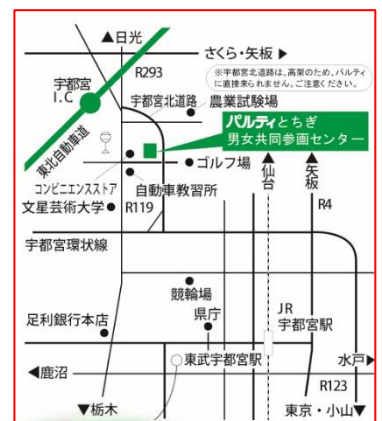 ▲日光
さくら・矢板▶
R293
※宇都宮北道路は、高架のため、パルティ
に直接来られません。ご注意ください。
宇都宮
I.C
宇都宮北道路
農業試験場
パルティとちぎ
男女共同参画センター
東北自動車道
ゴルフ場
▲仙台
▲矢板
コンビニエンスストア
自動車教習所
文星芸術大学
R119
R4
宇都宮環状線
競輪場
県庁
JR
宇都宮駅
足利銀行本店
東武宇都宮駅
水戸▶
◀鹿沼
R123
▼栃木
東京・小山▼